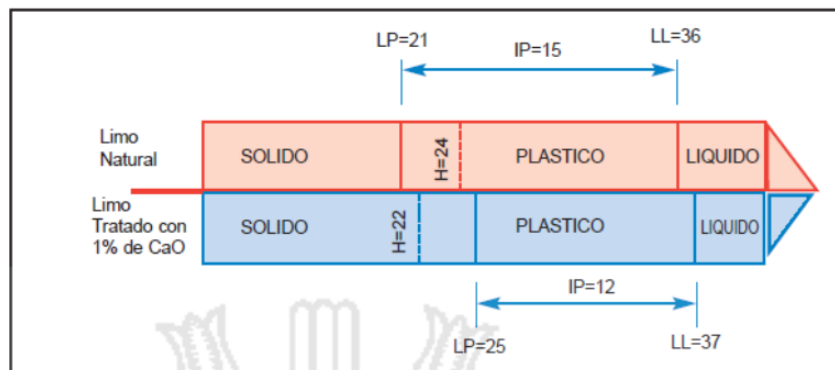 LP=21
IP=15
LL=36
Limo
Natural
SOLIDO
H=24
PLASTICO
LIQUIDO
Limo
Tratado con
1% de CaO
SOLIDO
H=22
PLASTICO
LIQUIDO
IP=12
LP=25
LL=37